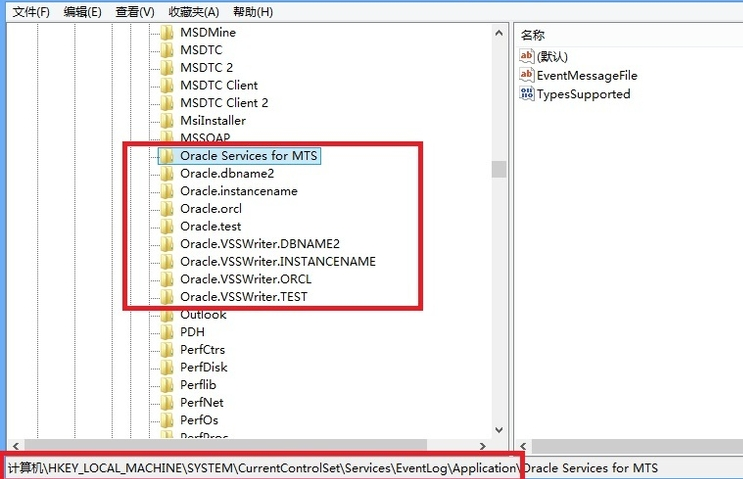 文件(F) 编辑(E) 查看(V) 收藏夹(A) 帮助(H)
MSDMine
MSDTC
MSDTC 2
MSDTC Client
MSDTC Client 2
MsiInstaller
MSSOAP
Oracle Services for MTS
Oracle.dbname2
Oracle.instancename
Oracle.orcl
Oracle.test
Oracle.VSSWriter.DBNAME2
Oracle.VSSWriter.INSTANCENAME
Oracle.VSSWriter.ORCL
Oracle.VSSWriter.TEST
Outlook
PDH
PerfCtrs
PerfDisk
Perflib
PerfNet
PerfOs
PerfProc
名称
(默认)
EventMessageFile
TypesSupported
计算机\HKEY_LOCAL_MACHINE\SYSTEM\CurrentControlSet\Services\EventLog\Application\Oracle Services for MTS